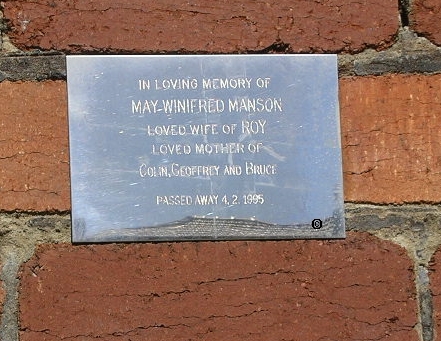 IN LOVING MEMORY OF
MAY-WINIFRED MANSON
LOVED WIFE OF ROY
LOVED MOTHER OF
COLIN, GEOFFREY AND BRUCE
PASSED AWAY 4. 2. 1995